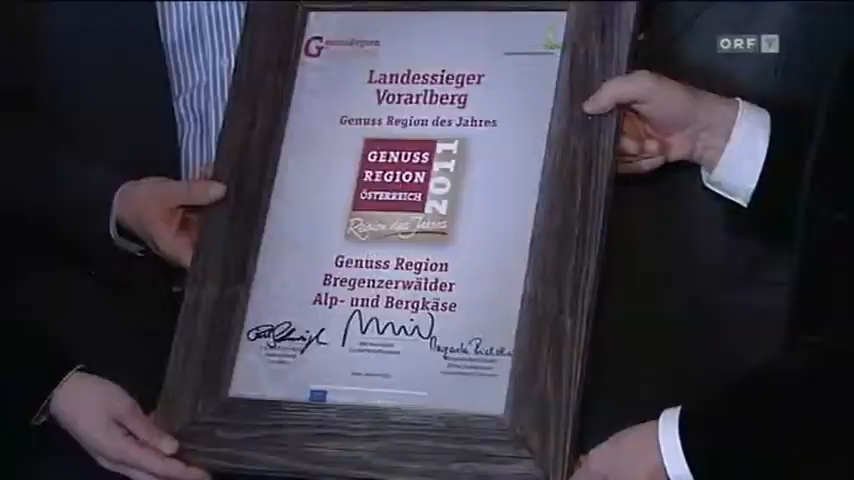 ORF V
GenussRegion
Landessieger
Vorarlberg
Genuss Region des Jahres
GENUSS
REGION
ÖSTERREICH
2011
Region des Jahres
Genuss Region
Bregenzerwälder
Alp- und Bergkäse